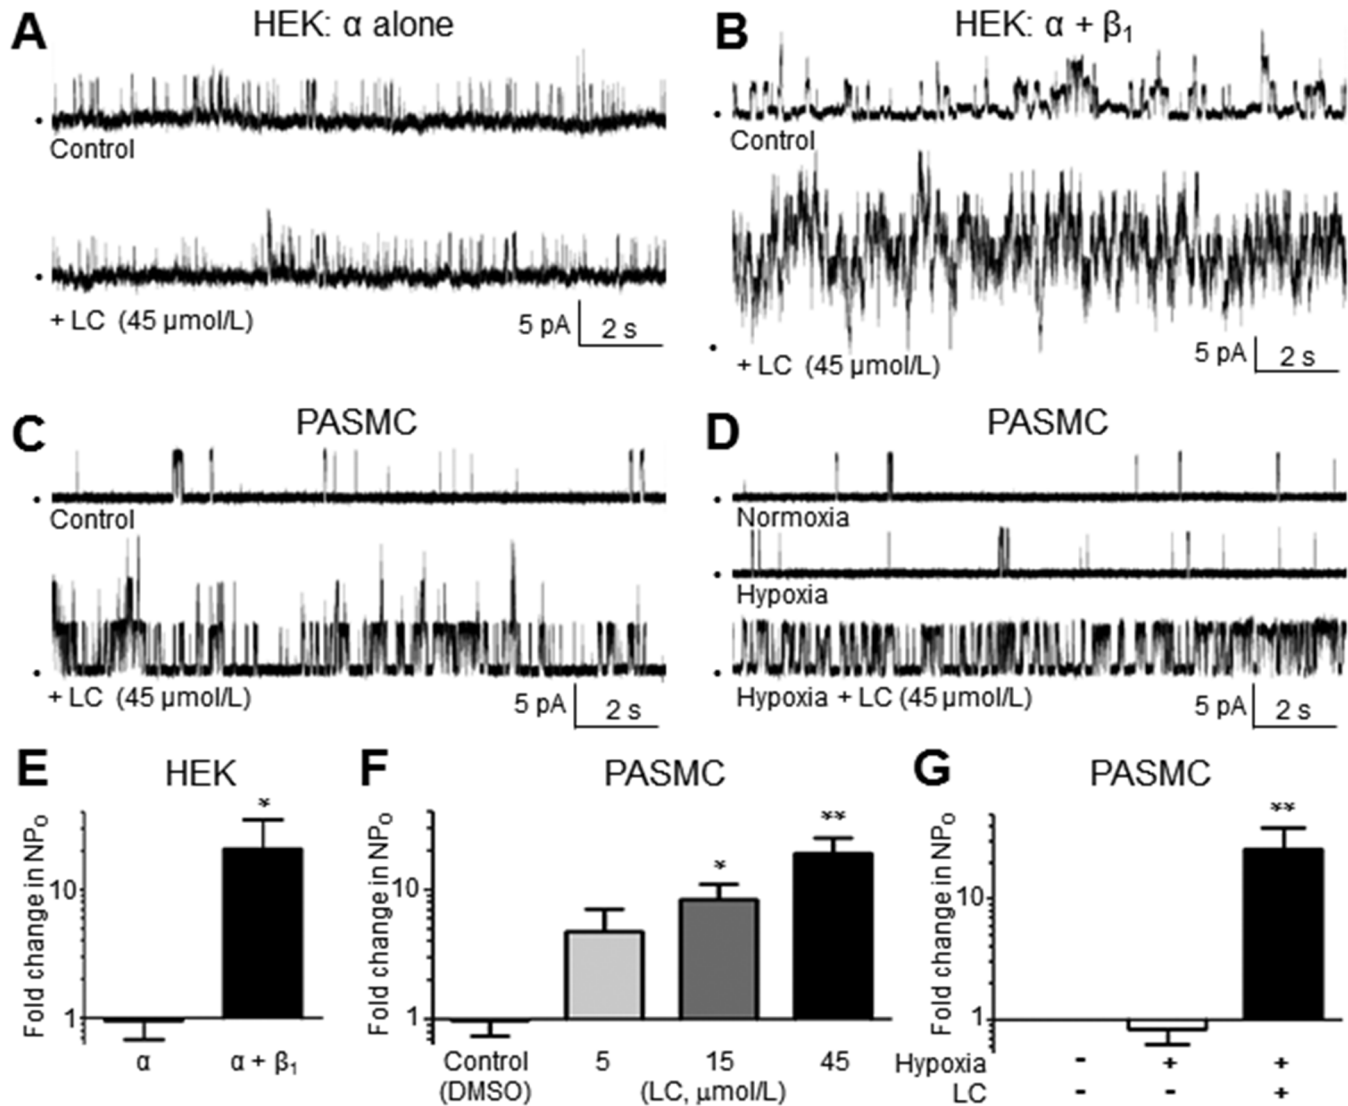 A
HEK: α alone
Control
+ LC (45 µmol/L)
5 pA
2 s
B
HEK: α + β₁
Control
+ LC (45 µmol/L)
5 pA
2 s
C
PASMC
Control
+ LC (45 µmol/L)
5 pA
2 s
D
PASMC
Normoxia
Hypoxia
Hypoxia + LC (45 µmol/L)
5 pA
2 s
E
HEK
Fold change in NPₒ
10
1
*
α
α + β₁
F
PASMC
Fold change in NPₒ
10
1
*
**
Control
(DMSO)
5
15
45
(LC, µmol/L)
G
PASMC
Fold change in NPₒ
10
1
**
Hypoxia - + +
LC - - +